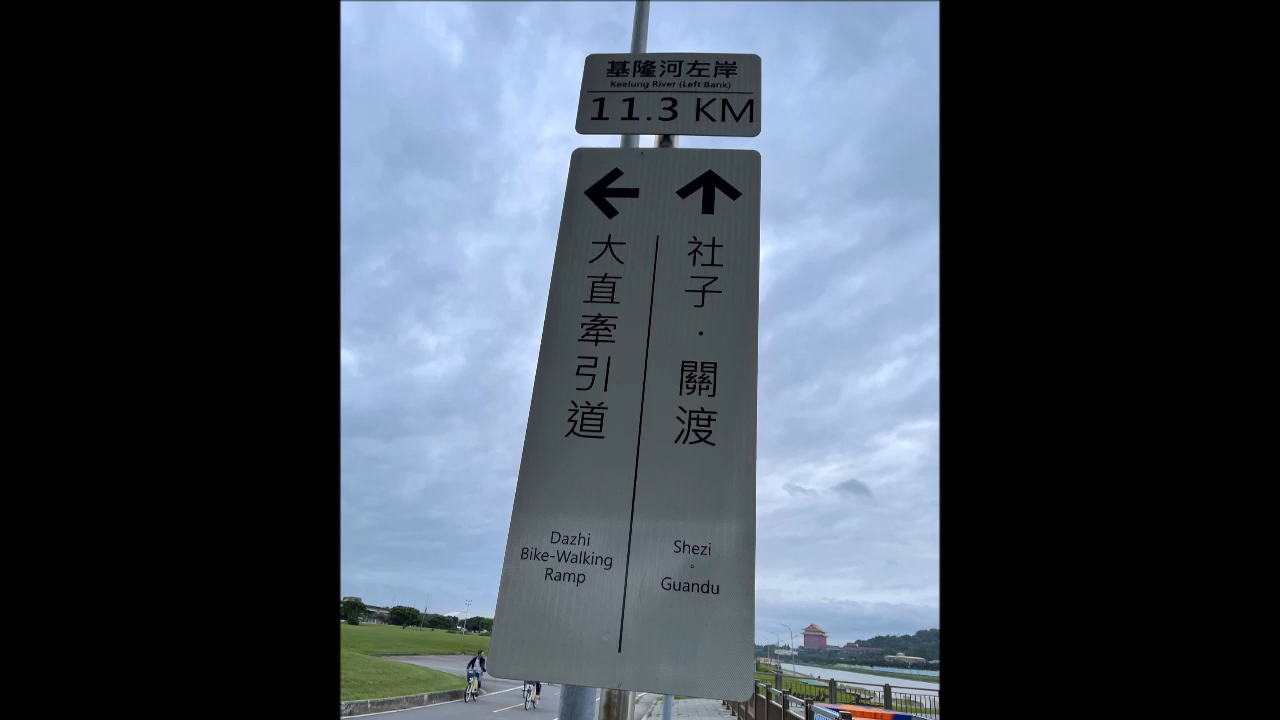 基隆河左岸
Keelung River (Left Bank)
11.3 KM
大直牽引道
Dazhi
Bike-Walking
Ramp
社子·關渡
Shezi
。
Guandu